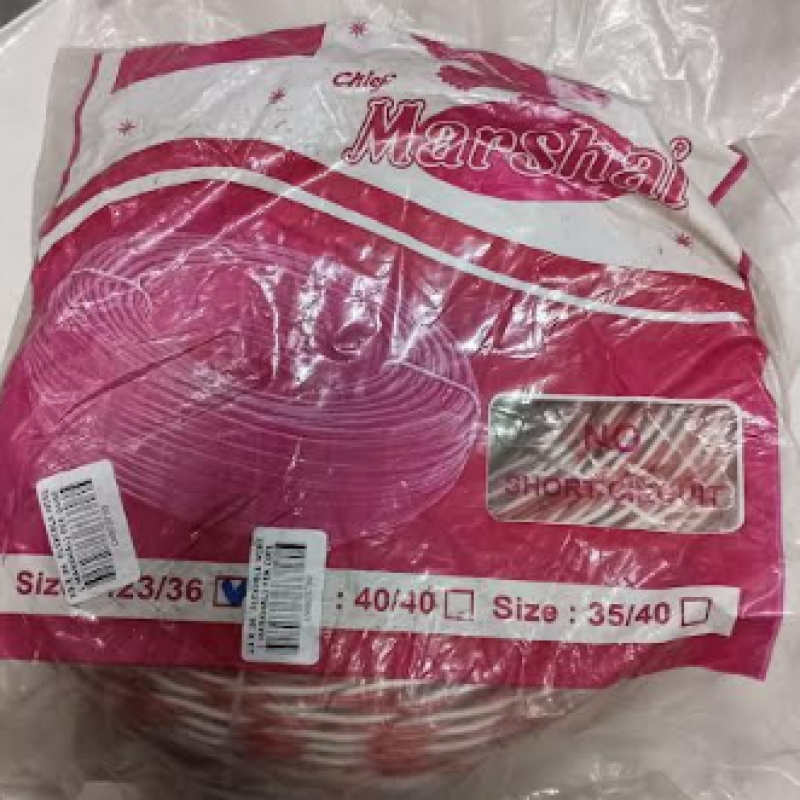 Chief
Marshal
NO
SHORT CIRCUIT
Size : 23/36
: 40/40
Size : 35/40